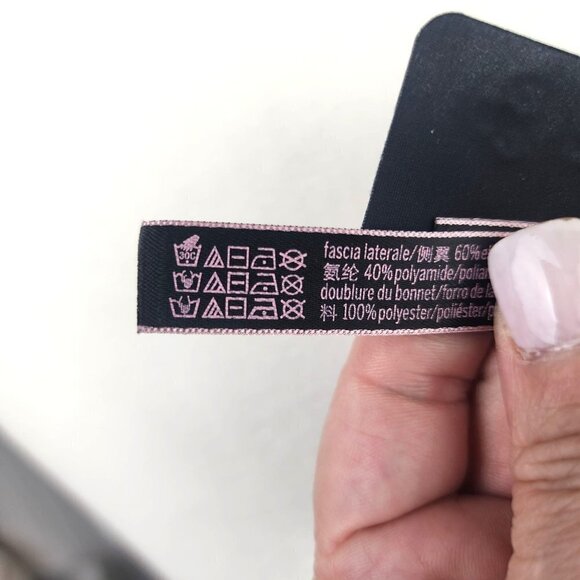 30C
fascia laterale/侧翼 60%
氨纶 40%polyamide/
doublure du bonnet/forro de
料 100%polyester/poliéster/